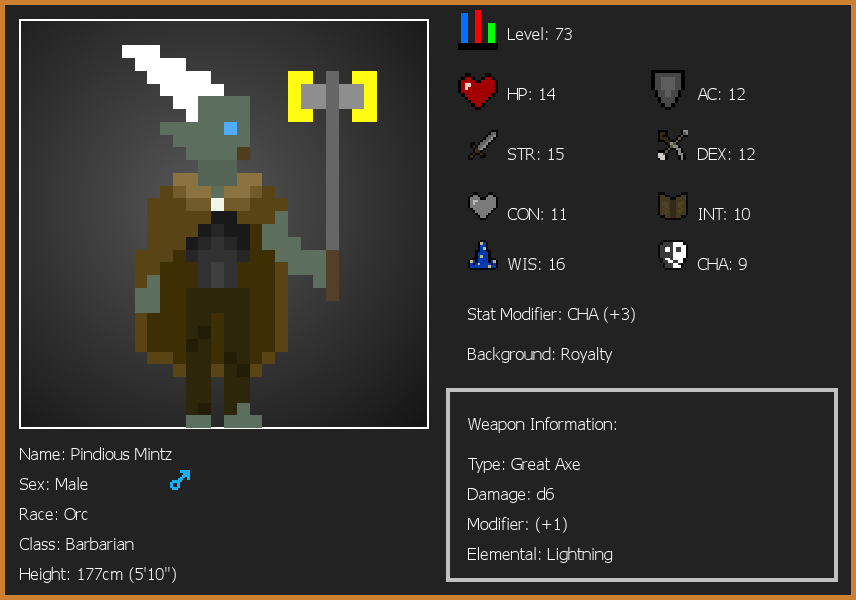 Level: 73
HP: 14
AC: 12
STR: 15
DEX: 12
CON: 11
INT: 10
WIS: 16
CHA: 9
Stat Modifier: CHA (+3)
Background: Royalty
Weapon Information:
Type: Great Axe
Damage: d6
Modifier: (+1)
Elemental: Lightning
Name: Pindious Mintz
Sex: Male
Race: Orc
Class: Barbarian
Height: 177cm (5'10")